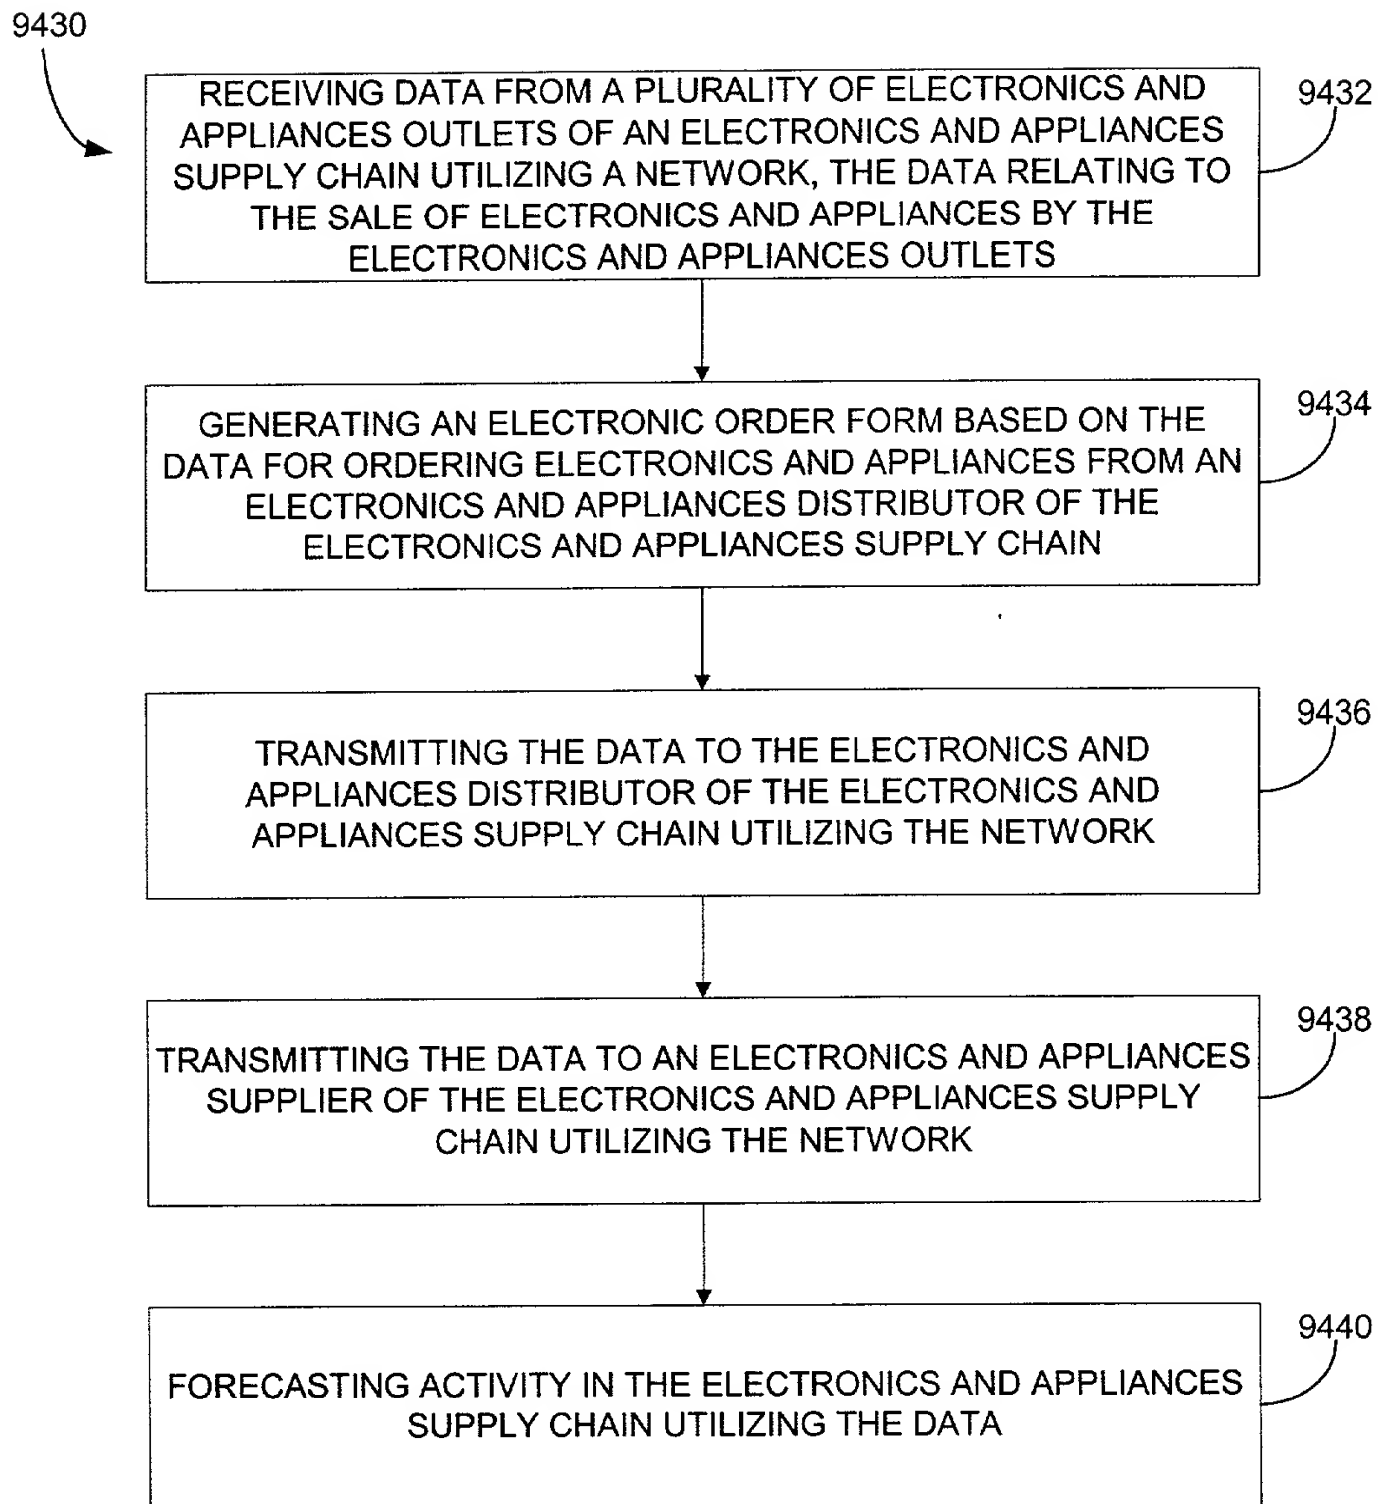 9430
RECEIVING DATA FROM A PLURALITY OF ELECTRONICS AND
APPLIANCES OUTLETS OF AN ELECTRONICS AND APPLIANCES
SUPPLY CHAIN UTILIZING A NETWORK, THE DATA RELATING TO
THE SALE OF ELECTRONICS AND APPLIANCES BY THE
ELECTRONICS AND APPLIANCES OUTLETS
9432
GENERATING AN ELECTRONIC ORDER FORM BASED ON THE
DATA FOR ORDERING ELECTRONICS AND APPLIANCES FROM AN
ELECTRONICS AND APPLIANCES DISTRIBUTOR OF THE
ELECTRONICS AND APPLIANCES SUPPLY CHAIN
9434
TRANSMITTING THE DATA TO THE ELECTRONICS AND
APPLIANCES DISTRIBUTOR OF THE ELECTRONICS AND
APPLIANCES SUPPLY CHAIN UTILIZING THE NETWORK
9436
TRANSMITTING THE DATA TO AN ELECTRONICS AND APPLIANCES
SUPPLIER OF THE ELECTRONICS AND APPLIANCES SUPPLY
CHAIN UTILIZING THE NETWORK
9438
FORECASTING ACTIVITY IN THE ELECTRONICS AND APPLIANCES
SUPPLY CHAIN UTILIZING THE DATA
9440